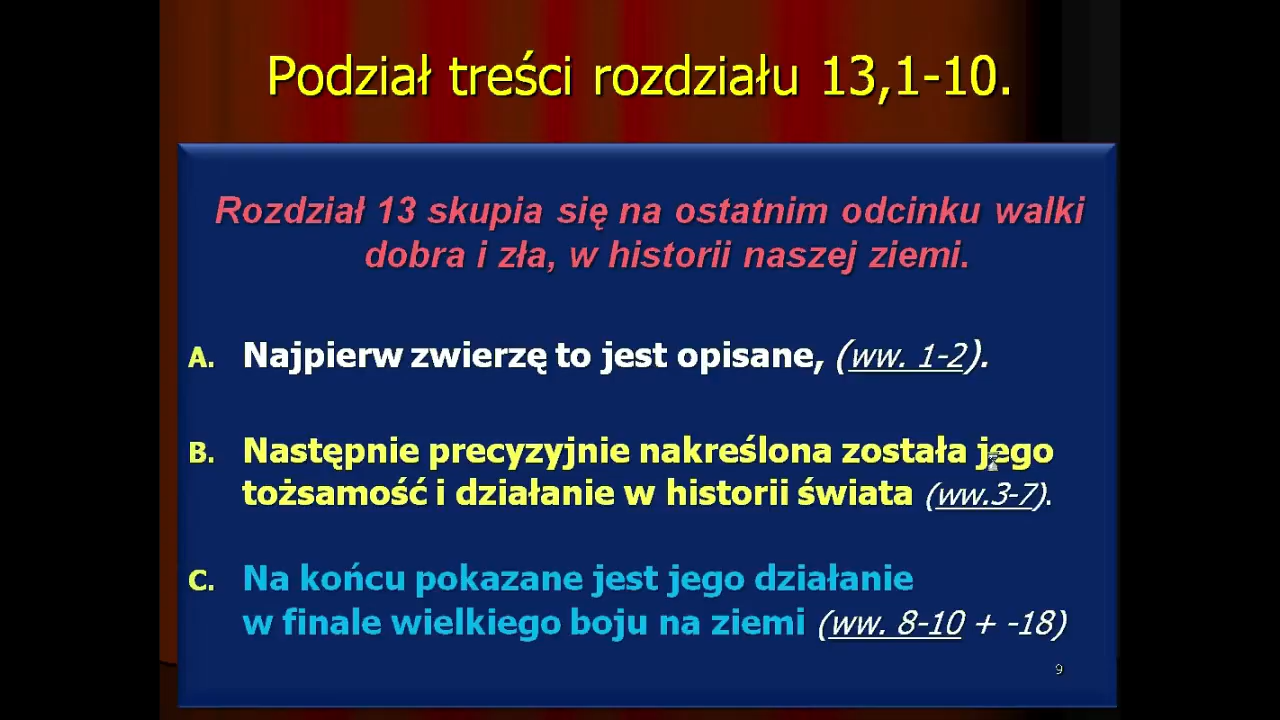 Podział treści rozdziału 13,1-10.
Rozdział 13 skupia się na ostatnim odcinku walki
dobra i zła, w historii naszej ziemi.
A. Najpierw zwierzę to jest opisane, (ww. 1-2).
B. Następnie precyzyjnie nakreślona została jego
tożsamość i działanie w historii świata (ww.3-7).
C. Na końcu pokazane jest jego działanie
w finale wielkiego boju na ziemi (ww. 8-10 + -18)
9